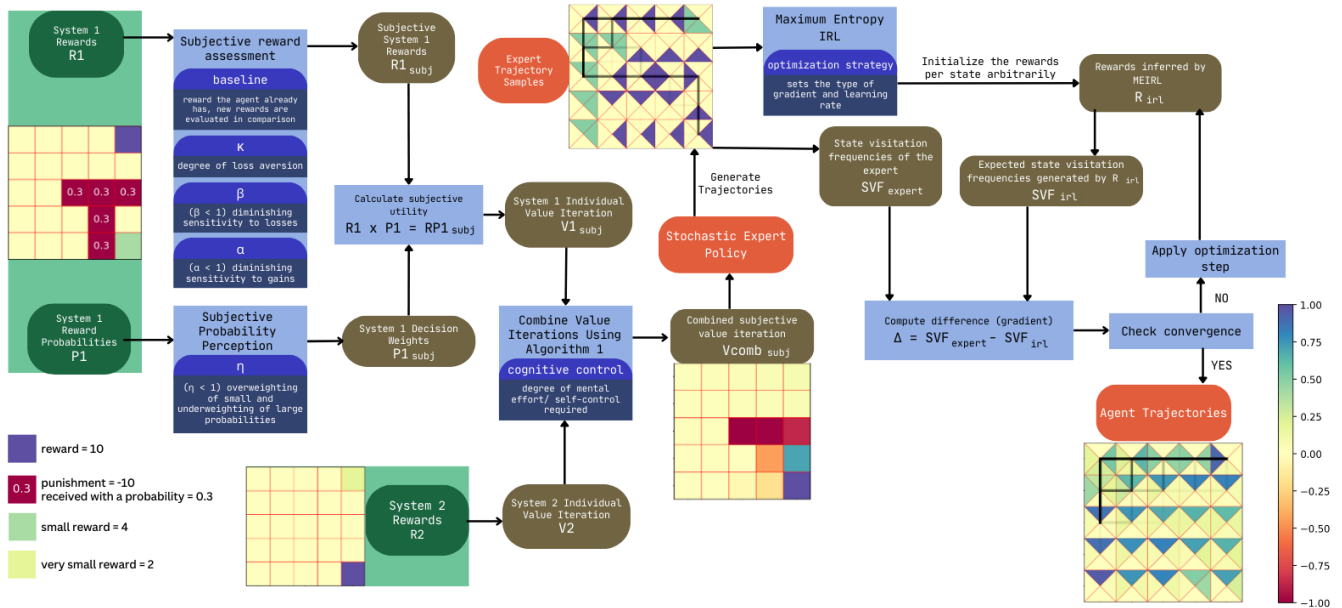 System 1
Rewards
R1
Subjective reward
assessment
baseline
reward the agent already
has, new rewards are
evaluated in comparison
κ
degree of loss aversion
β
(β < 1) diminishing
sensitivity to losses
α
(α < 1) diminishing
sensitivity to gains
0.3 0.3 0.3
0.3
0.3
System 1
Reward
Probabilities
P1
Subjective
Probability
Perception
η
(η < 1) overweighting
of small and
underweighting of large
probabilities
Subjective
System 1
Rewards
R1 subj
Calculate subjective
utility
R1 x P1 = RP1 subj
System 1 Decision
Weights
P1 subj
System 1 Individual
Value Iteration
V1 subj
Combine Value
Iterations Using
Algorithm 1
cognitive control
degree of mental
effort/ self-control
required
System 2
Rewards
R2
System 2 Individual
Value Iteration
V2
Combined subjective
value iteration
Vcomb subj
Stochastic Expert
Policy
Generate
Trajectories
Expert
Trajectory
Samples
Maximum Entropy
IRL
optimization strategy
sets the type of
gradient and learning
rate
Initialize the rewards
per state arbitrarily
Rewards inferred by
MEIRL
R irl
State visitation
frequencies of the
expert
SVF expert
Expected state visitation
frequencies generated by R irl
SVF irl
Compute difference (gradient)
Δ = SVF expert - SVF irl
Check convergence
NO
Apply optimization
step
YES
Agent Trajectories
reward = 10
0.3
punishment = -10
received with a probability = 0.3
small reward = 4
very small reward = 2
1.00
0.75
0.50
0.25
0.00
−0.25
−0.50
−0.75
−1.00